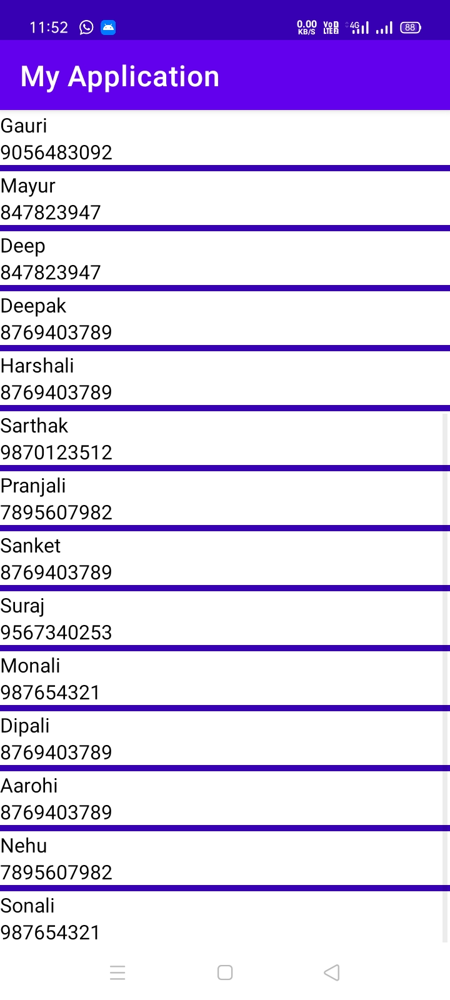 11:52 0.00 KB/S VoD LTE2 4G 88
My Application
Gauri
9056483092
Mayur
847823947
Deep
847823947
Deepak
8769403789
Harshali
8769403789
Sarthak
9870123512
Pranjali
7895607982
Sanket
8769403789
Suraj
9567340253
Monali
987654321
Dipali
8769403789
Aarohi
8769403789
Nehu
7895607982
Sonali
987654321